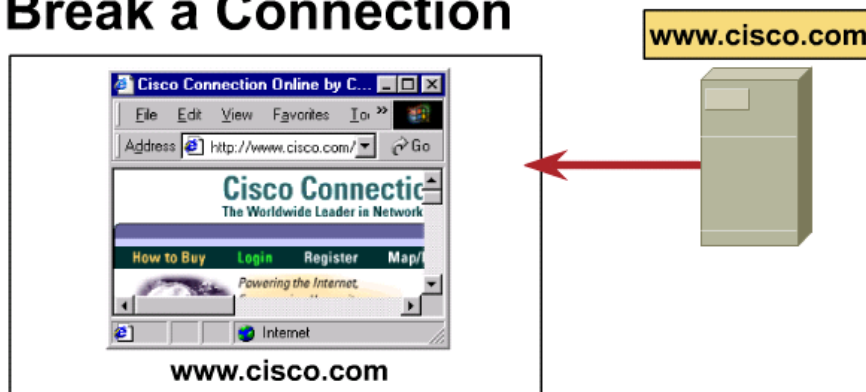 Break a Connection
www.cisco.com
Cisco Connection Online by C...
File Edit View Favorites »
Address http://www.cisco.com/ Go
Cisco
The Worldwide Leader in Network
How to Buy Login Register
Powering the Internet,
Internet
www.cisco.com